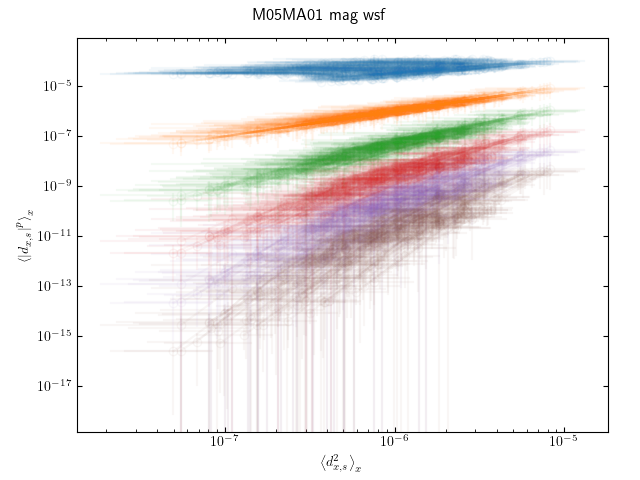 M05MA01 mag wsf
10⁻⁵
10⁻⁷
10⁻⁹
10⁻¹¹
10⁻¹³
10⁻¹⁵
10⁻¹⁷
⟨|d_{x,s}|^p⟩_x
10⁻⁷ 10⁻⁶ 10⁻⁵
⟨d²_{x,s}⟩_x